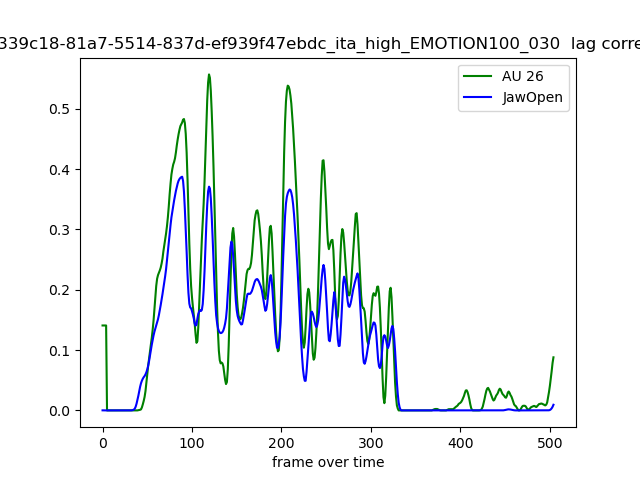 339c18-81a7-5514-837d-ef939f47ebdc_ita_high_EMOTION100_030 lag corre
AU 26
JawOpen
0.5
0.4
0.3
0.2
0.1
0.0
0 100 200 300 400 500
frame over time